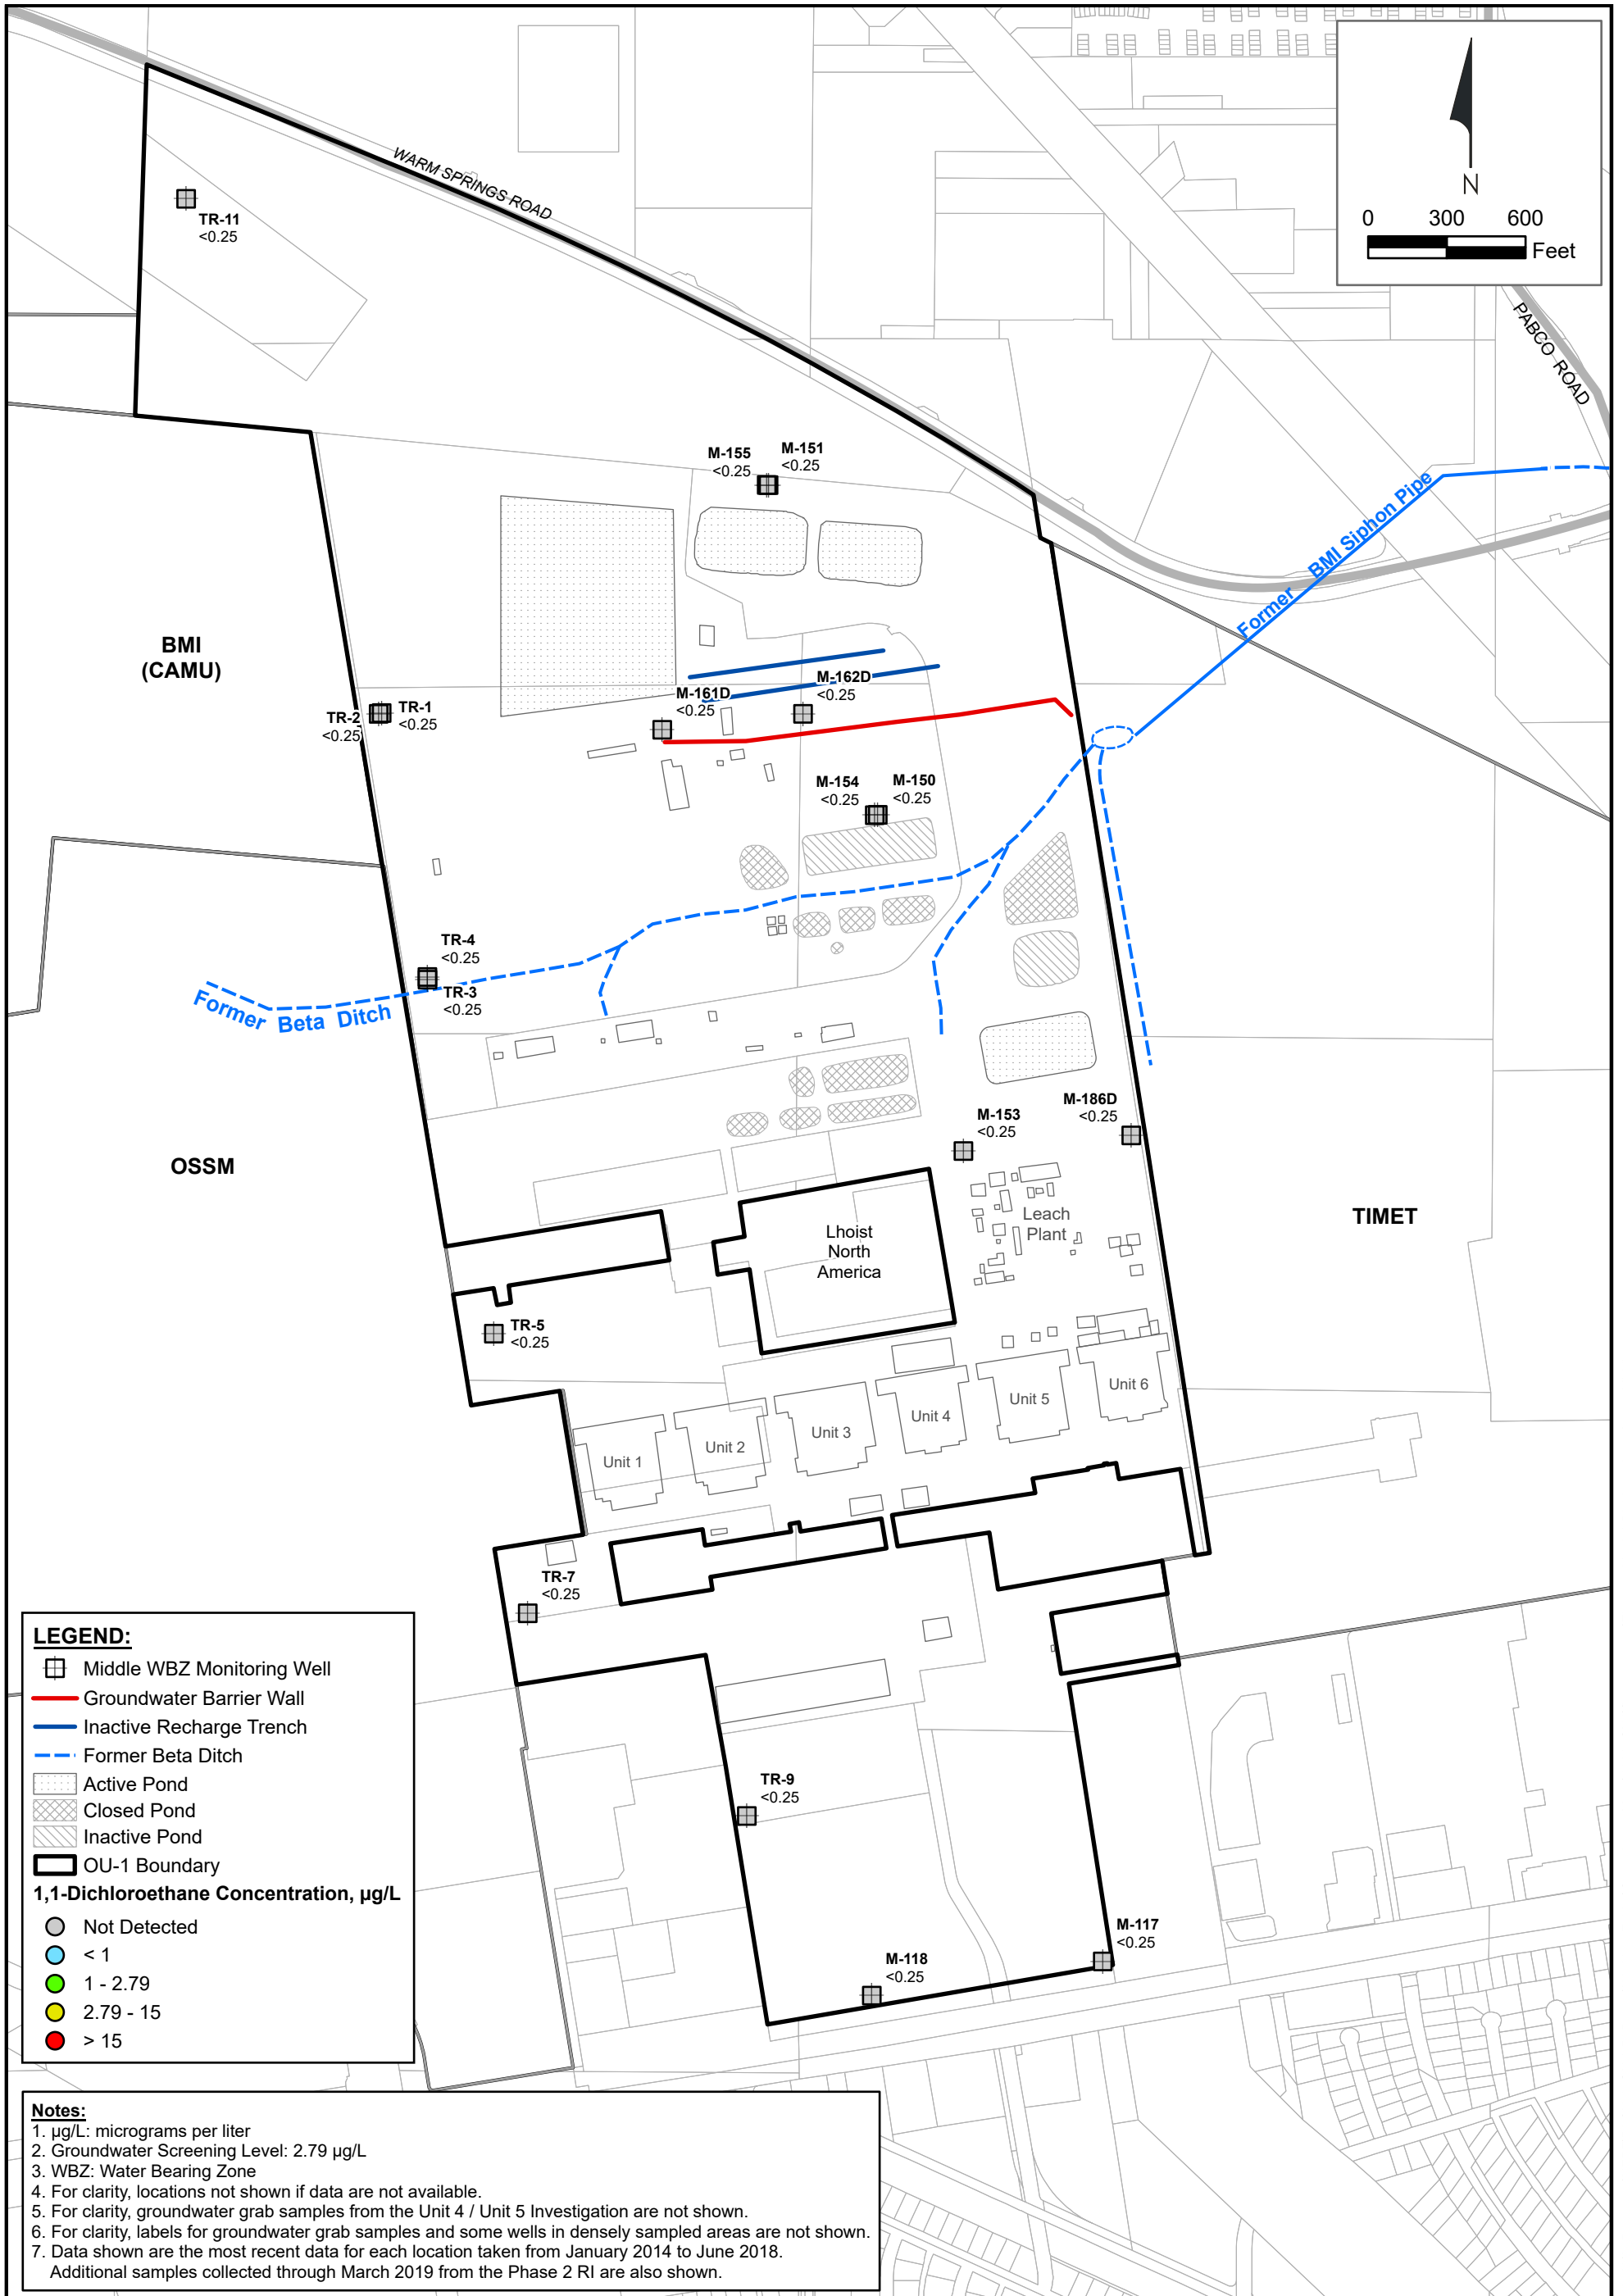 WARM SPRINGS ROAD
N
0 300 600
Feet
PABCO ROAD
TR-11
<0.25
M-155
<0.25
M-151
<0.25
Former BMI Siphon Pipe
BMI
(CAMU)
M-161D
<0.25
M-162D
<0.25
TR-2
<0.25
TR-1
<0.25
M-154
<0.25
M-150
<0.25
TR-4
<0.25
TR-3
<0.25
Former Beta Ditch
M-186D
<0.25
M-153
<0.25
OSSM
TIMET
Leach
Plant
Lhoist
North
America
TR-5
<0.25
Unit 1
Unit 2
Unit 3
Unit 4
Unit 5
Unit 6
TR-7
<0.25
TR-9
<0.25
M-118
<0.25
M-117
<0.25
LEGEND:
Middle WBZ Monitoring Well
Groundwater Barrier Wall
Inactive Recharge Trench
Former Beta Ditch
Active Pond
Closed Pond
Inactive Pond
OU-1 Boundary
1,1-Dichloroethane Concentration, µg/L
Not Detected
< 1
1 - 2.79
2.79 - 15
> 15
Notes:
1. µg/L: micrograms per liter
2. Groundwater Screening Level: 2.79 µg/L
3. WBZ: Water Bearing Zone
4. For clarity, locations not shown if data are not available.
5. For clarity, groundwater grab samples from the Unit 4 / Unit 5 Investigation are not shown.
6. For clarity, labels for groundwater grab samples and some wells in densely sampled areas are not shown.
7. Data shown are the most recent data for each location taken from January 2014 to June 2018.
Additional samples collected through March 2019 from the Phase 2 RI are also shown.